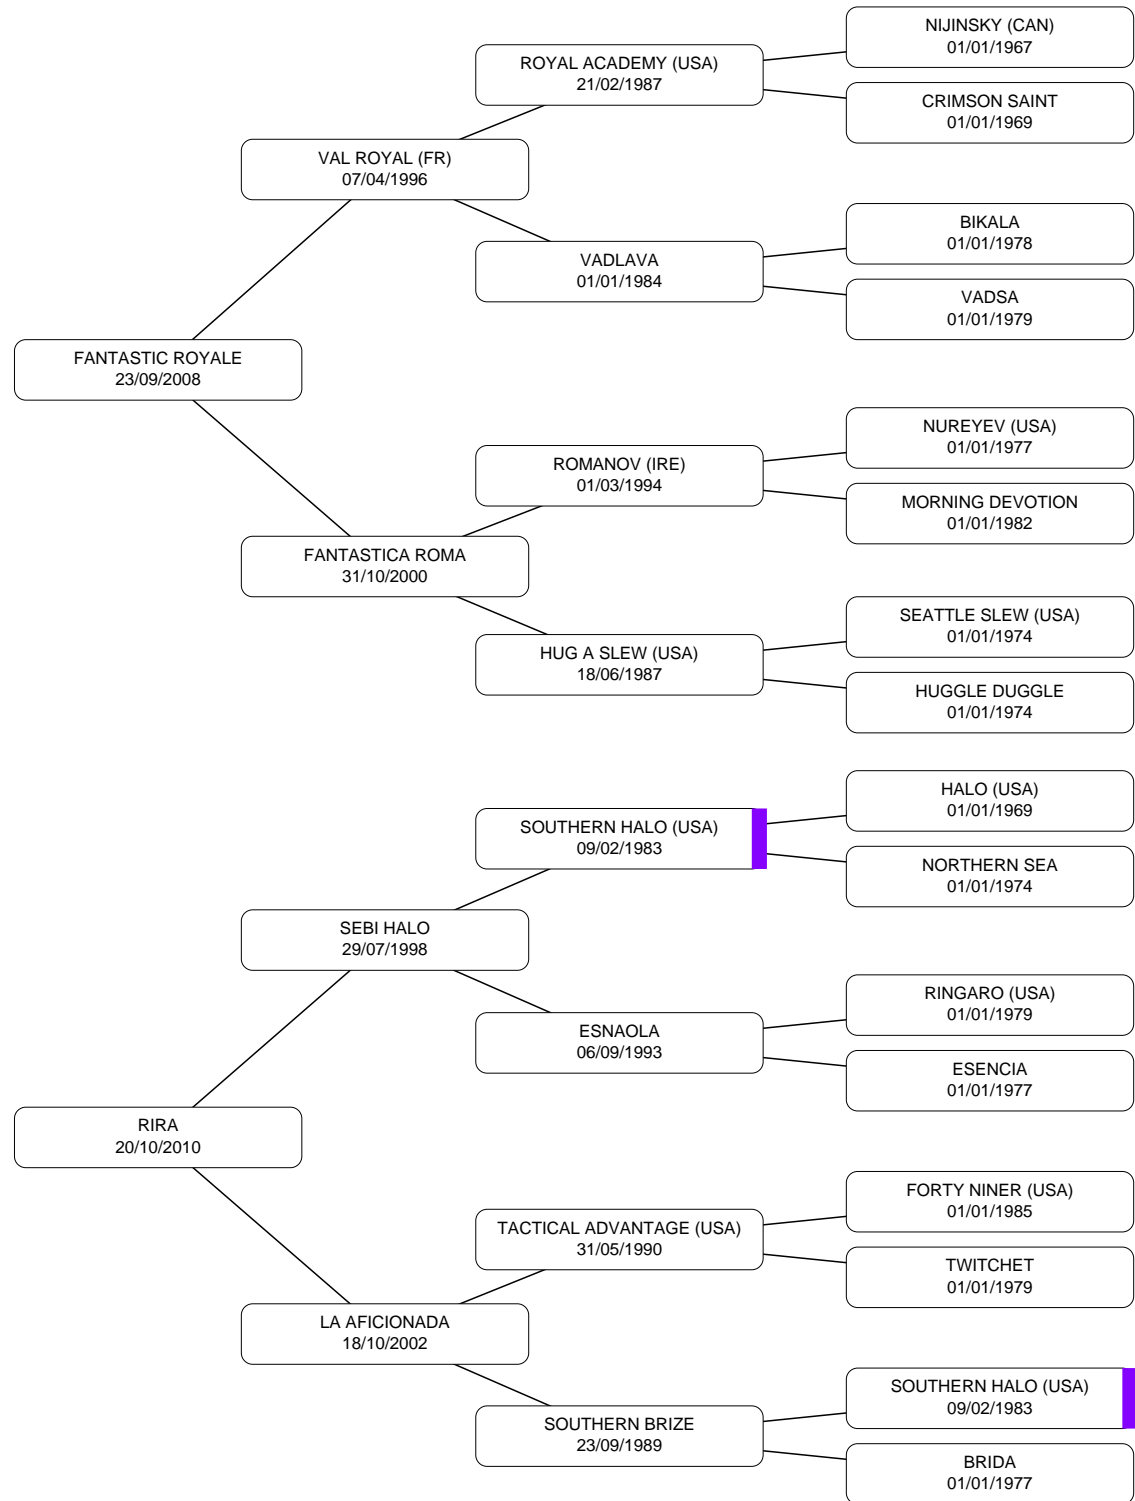 NIJINSKY (CAN)
01/01/1967
ROYAL ACADEMY (USA)
21/02/1987
CRIMSON SAINT
01/01/1969
VAL ROYAL (FR)
07/04/1996
BIKALA
01/01/1978
VADLAVA
01/01/1984
VADSA
01/01/1979
FANTASTIC ROYALE
23/09/2008
NUREYEV (USA)
01/01/1977
ROMANOV (IRE)
01/03/1994
MORNING DEVOTION
01/01/1982
FANTASTICA ROMA
31/10/2000
SEATTLE SLEW (USA)
01/01/1974
HUG A SLEW (USA)
18/06/1987
HUGGLE DUGGLE
01/01/1974
HALO (USA)
01/01/1969
SOUTHERN HALO (USA)
09/02/1983
NORTHERN SEA
01/01/1974
SEBI HALO
29/07/1998
RINGARO (USA)
01/01/1979
ESNAOLA
06/09/1993
ESENCIA
01/01/1977
RIRA
20/10/2010
FORTY NINER (USA)
01/01/1985
TACTICAL ADVANTAGE (USA)
31/05/1990
TWITCHET
01/01/1979
LA AFICIONADA
18/10/2002
SOUTHERN HALO (USA)
09/02/1983
SOUTHERN BRIZE
23/09/1989
BRIDA
01/01/1977